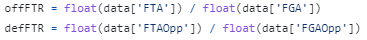 offFTR = float(data['FTA']) / float(data['FGA'])
defFTR = float(data['FTAOpp']) / float(data['FGAOpp'])